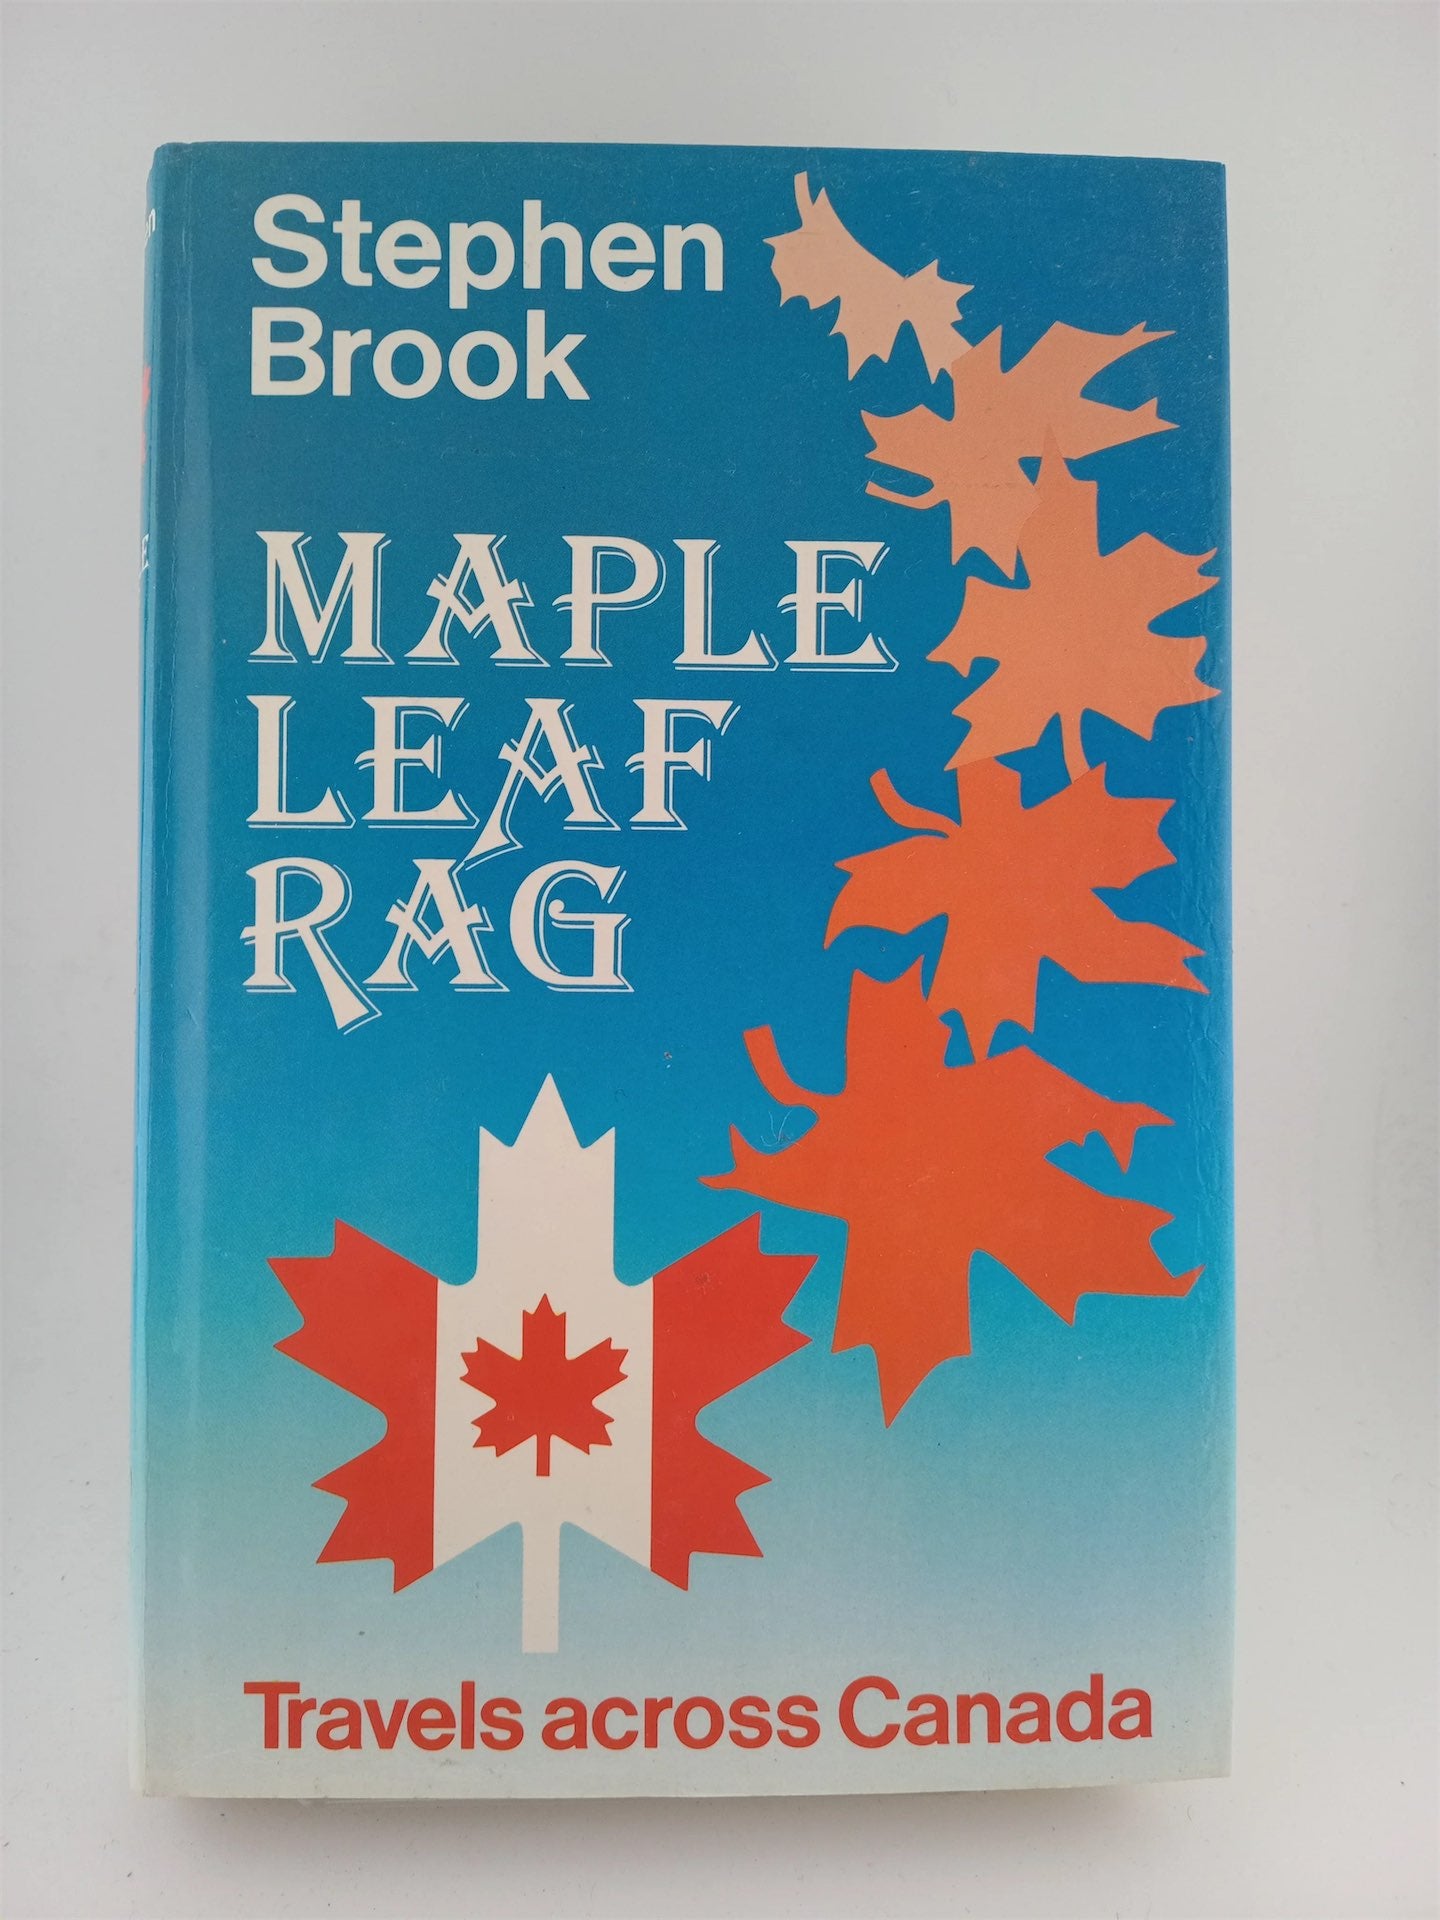 Stephen
Brook
MAPLE
LEAF
RAG
Travels across Canada